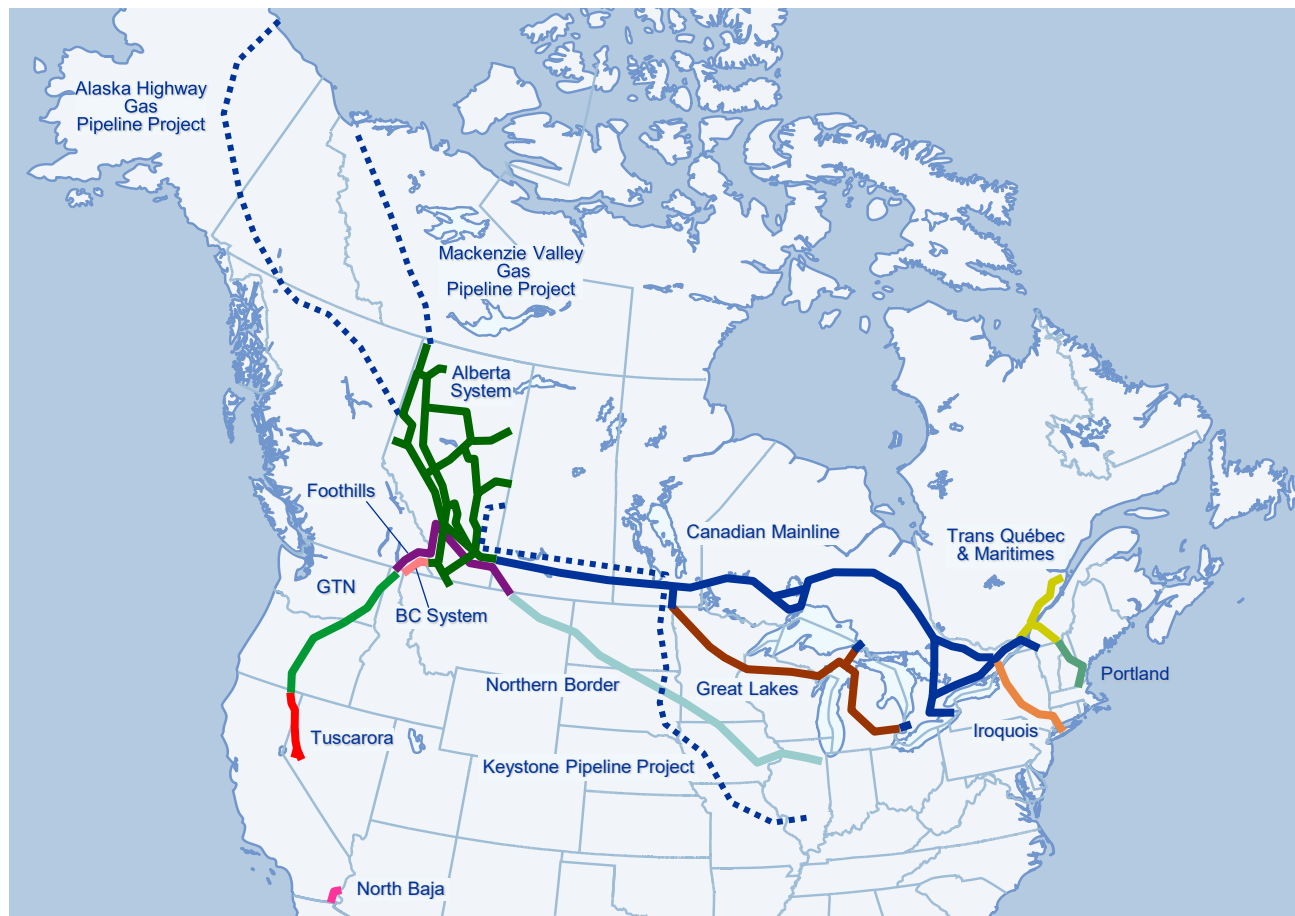 Alaska Highway
Gas
Pipeline Project
Mackenzie Valley
Gas
Pipeline Project
Alberta
System
Foothills
Canadian Mainline
Trans Québec
& Maritimes
GTN
BC System
Northern Border
Great Lakes
Portland
Tuscarora
Iroquois
Keystone Pipeline Project
North Baja